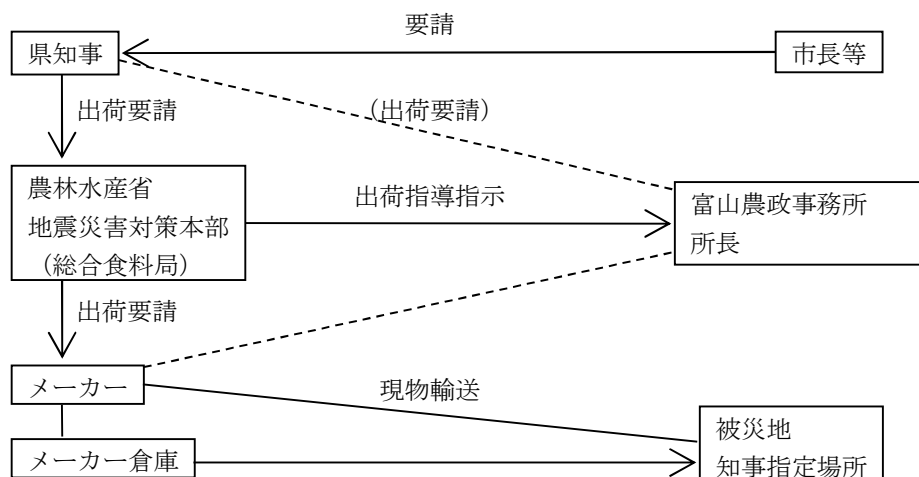 要請
県知事
市長等
出荷要請
（出荷要請）
農林水産省
地震災害対策本部
（総合食料局）
出荷指導指示
富山農政事務所
所長
出荷要請
メーカー
現物輸送
被災地
知事指定場所
メーカー倉庫